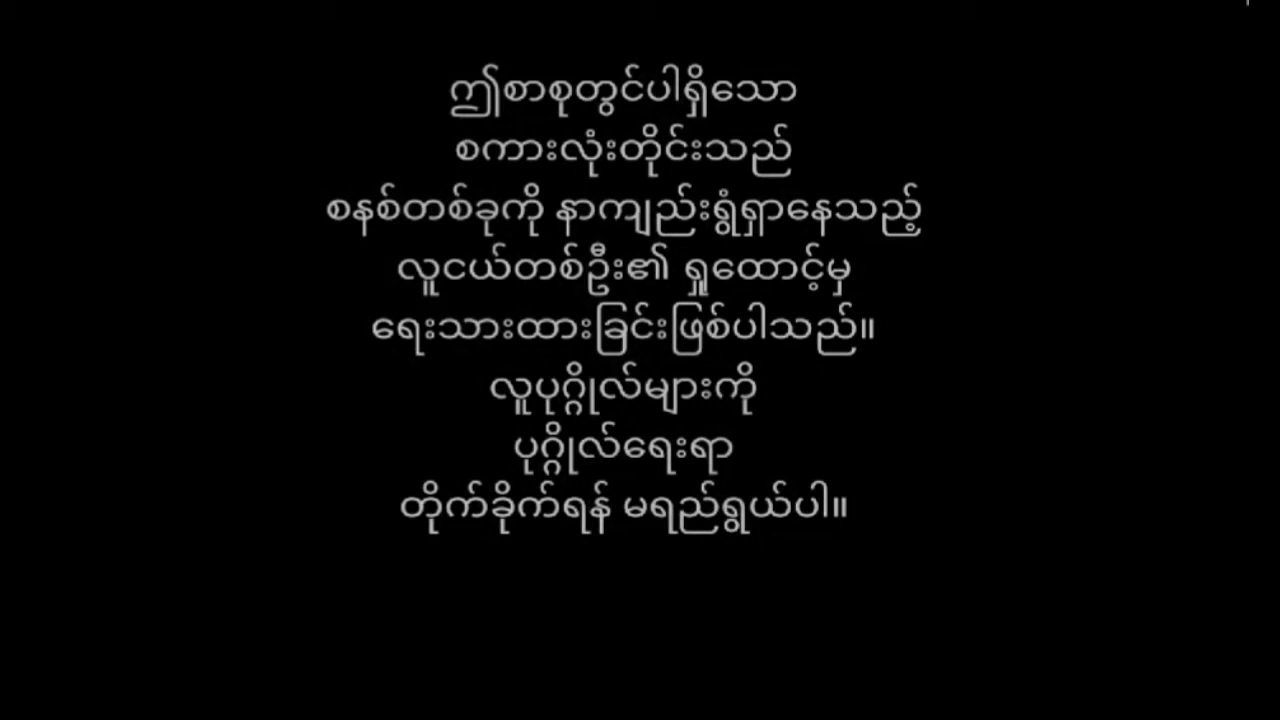 ဤစာစုတွင်ပါရှိသော
စကားလုံးတိုင်းသည်
စနစ်တစ်ခုကို နာကျည်းရွံရှာနေသည့်
လူငယ်တစ်ဦး၏ ရှုထောင့်မှ
ရေးသားထားခြင်းဖြစ်ပါသည်။
လူပုဂ္ဂိုလ်များကို
ပုဂ္ဂိုလ်ရေးရာ
တိုက်ခိုက်ရန် မရည်ရွယ်ပါ။